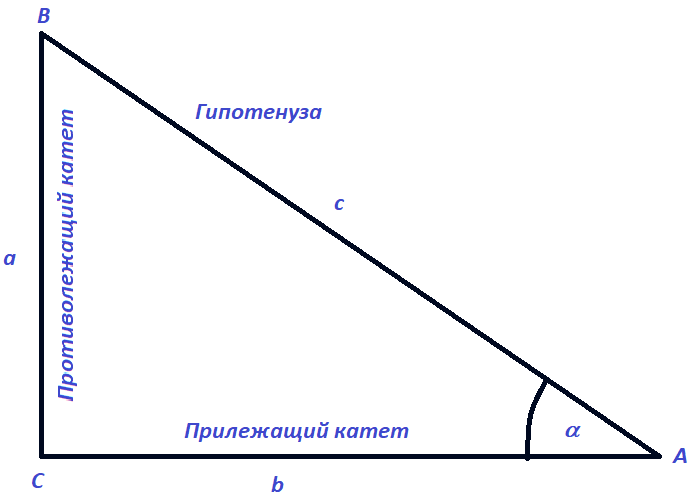 B
Гипотенуза
c
Противолежащий катет
a
Прилежащий катет
α
A
C
b